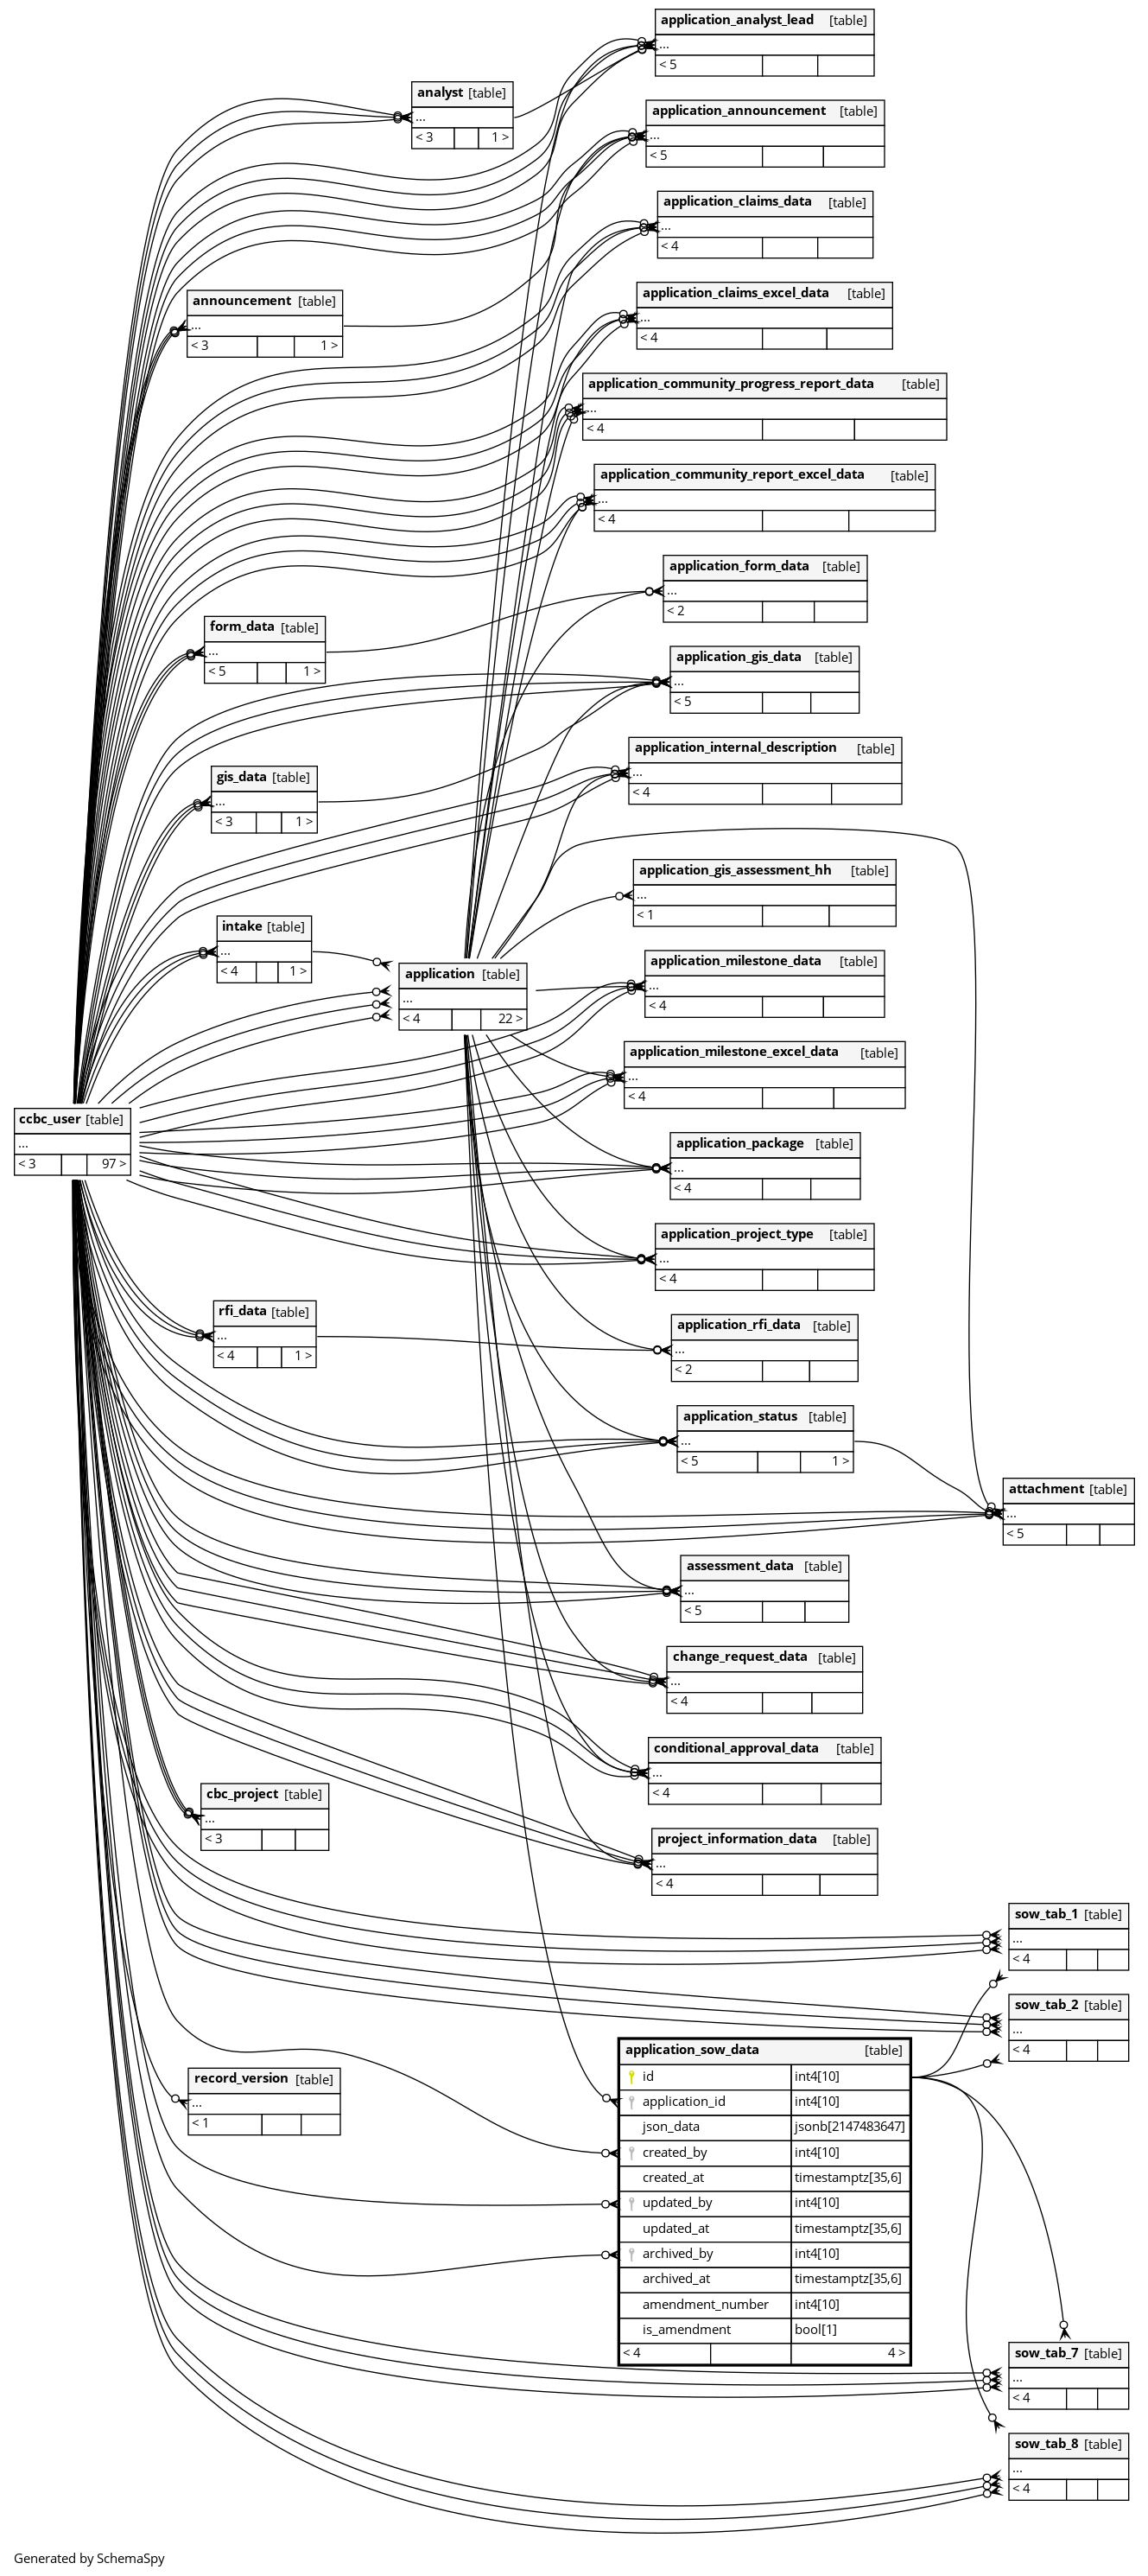 application_analyst_lead [table]
...
< 5
analyst [table]
...
< 3 1 >
application_announcement [table]
...
< 5
application_claims_data [table]
...
< 4
announcement [table]
...
< 3 1 >
application_claims_excel_data [table]
...
< 4
application_community_progress_report_data [table]
...
< 4
application_community_report_excel_data [table]
...
< 4
application_form_data [table]
...
< 2
form_data [table]
...
< 5 1 >
application_gis_data [table]
...
< 5
application_internal_description [table]
...
< 4
gis_data [table]
...
< 3 1 >
application_gis_assessment_hh [table]
...
< 1
intake [table]
...
< 4 1 >
application [table]
...
< 4 22 >
application_milestone_data [table]
...
< 4
application_milestone_excel_data [table]
...
< 4
ccbc_user [table]
...
< 3 97 >
application_package [table]
...
< 4
application_project_type [table]
...
< 4
rfi_data [table]
...
< 4 1 >
application_rfi_data [table]
...
< 2
application_status [table]
...
< 5 1 >
attachment [table]
...
< 5
assessment_data [table]
...
< 5
change_request_data [table]
...
< 4
conditional_approval_data [table]
...
< 4
cbc_project [table]
...
< 3
project_information_data [table]
...
< 4
sow_tab_1 [table]
...
< 4
sow_tab_2 [table]
...
< 4
record_version [table]
...
< 1
application_sow_data [table]
id int4[10]
application_id int4[10]
json_data jsonb[2147483647]
created_by int4[10]
created_at timestamptz[35,6]
updated_by int4[10]
updated_at timestamptz[35,6]
archived_by int4[10]
archived_at timestamptz[35,6]
amendment_number int4[10]
is_amendment bool[1]
< 4 4 >
sow_tab_7 [table]
...
< 4
sow_tab_8 [table]
...
< 4
Generated by SchemaSpy